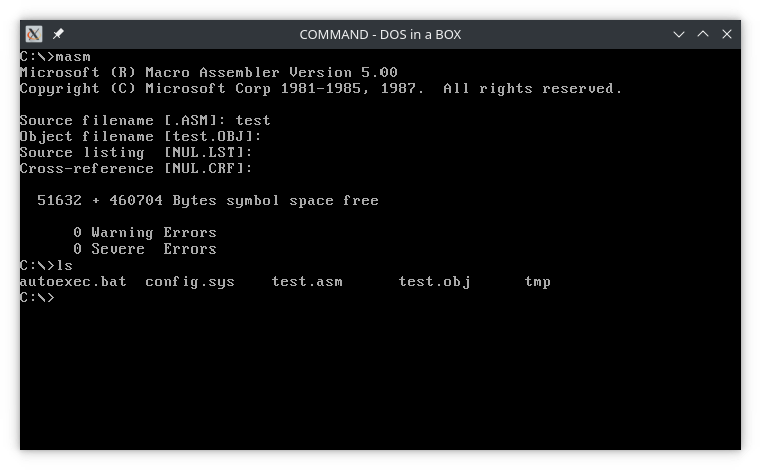 COMMAND - DOS in a BOX
C:\>masm
Microsoft (R) Macro Assembler Version 5.00
Copyright (C) Microsoft Corp 1981-1985, 1987.  All rights reserved.
Source filename [.ASM]: test
Object filename [test.OBJ]:
Source listing  [NUL.LST]:
Cross-reference [NUL.CRF]:
51632 + 460704 Bytes symbol space free
0 Warning Errors
0 Severe  Errors
C:\>ls
autoexec.bat  config.sys    test.asm      test.obj      tmp
C:\>